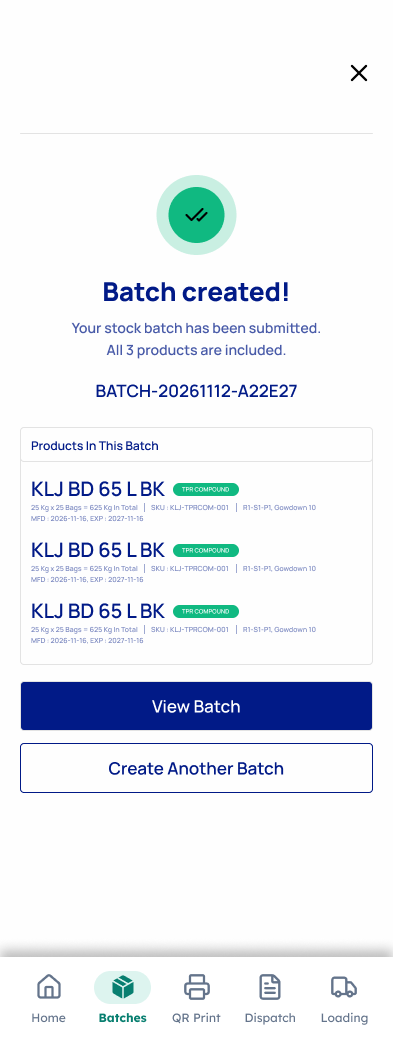 Batch created!
Your stock batch has been submitted.
All 3 products are included.
BATCH-20261112-A22E27
Products In This Batch
KLJ BD 65 L BK TPR COMPOUND
25 Kg x 25 Bags = 625 Kg In Total | SKU : KLJ-TPRCOM-001 | R1-S1-P1, Gowdown 10
MFD : 2026-11-16, EXP : 2027-11-16
KLJ BD 65 L BK TPR COMPOUND
25 Kg x 25 Bags = 625 Kg In Total | SKU : KLJ-TPRCOM-001 | R1-S1-P1, Gowdown 10
MFD : 2026-11-16, EXP : 2027-11-16
KLJ BD 65 L BK TPR COMPOUND
25 Kg x 25 Bags = 625 Kg In Total | SKU : KLJ-TPRCOM-001 | R1-S1-P1, Gowdown 10
MFD : 2026-11-16, EXP : 2027-11-16
View Batch
Create Another Batch
Home Batches QR Print Dispatch Loading